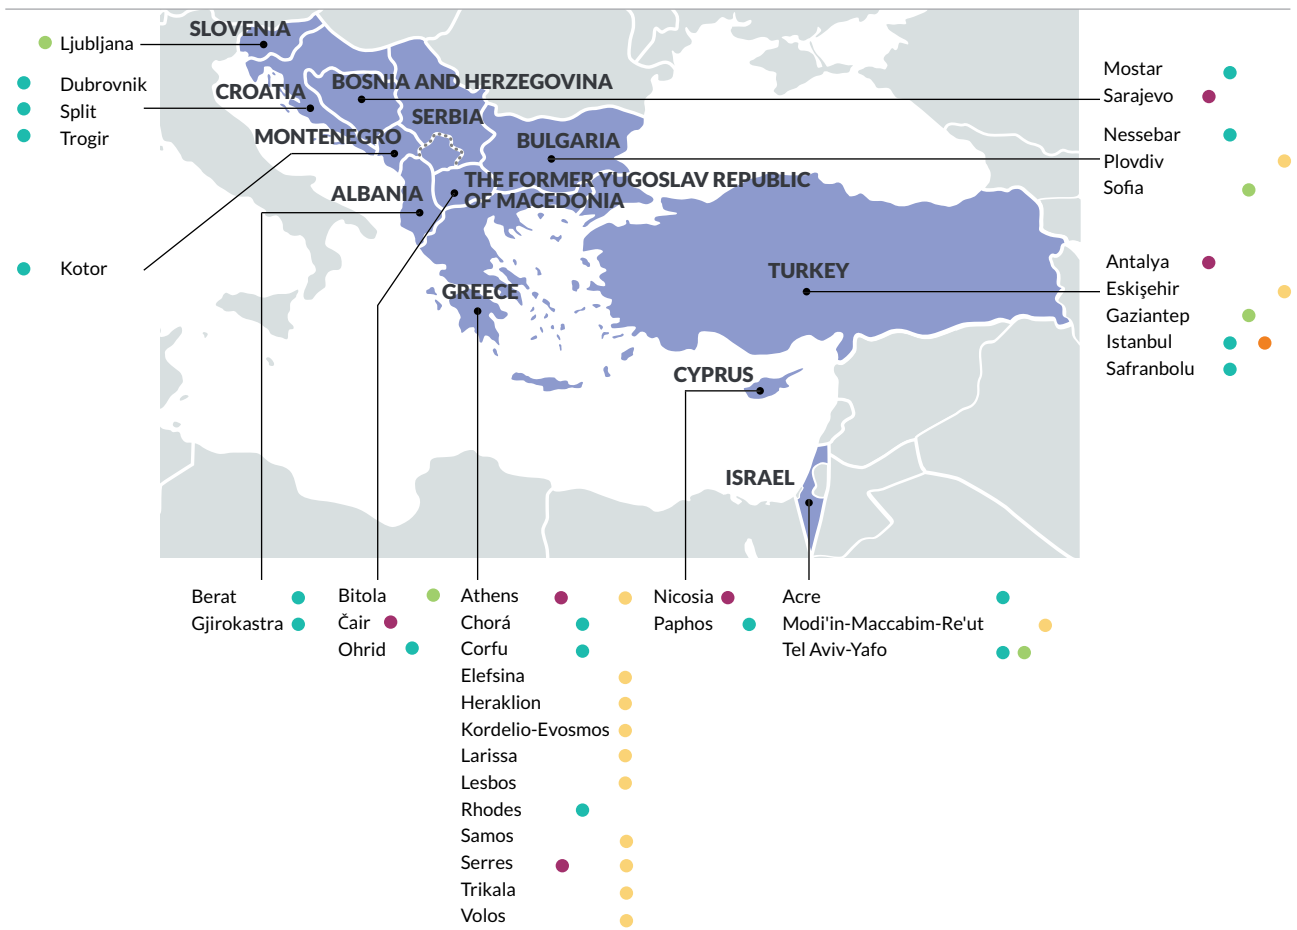 SLOVENIA
Ljubljana
Dubrovnik
Split
Trogir
CROATIA
BOSNIA AND HERZEGOVINA
SERBIA
MONTENEGRO
BULGARIA
ALBANIA
THE FORMER YUGOSLAV REPUBLIC
OF MACEDONIA
Kotor
GREECE
TURKEY
CYPRUS
ISRAEL
Mostar
Sarajevo
Nessebar
Plovdiv
Sofia
Antalya
Eskişehir
Gaziantep
Istanbul
Safranbolu
Berat
Gjirokastra
Bitola
Čair
Ohrid
Athens
Chorá
Corfu
Elefsina
Heraklion
Kordelio-Evosmos
Larissa
Lesbos
Rhodes
Samos
Serres
Trikala
Volos
Nicosia
Paphos
Acre
Modi'in-Maccabim-Re'ut
Tel Aviv-Yafo